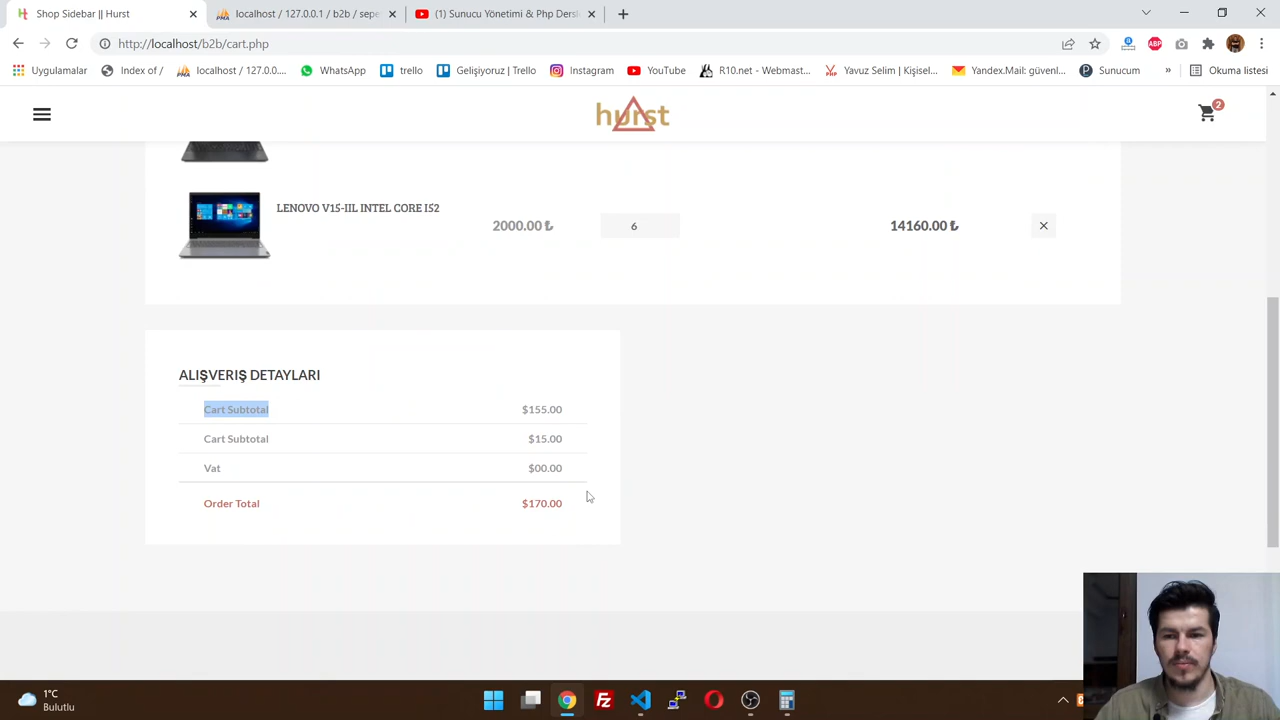 Shop Sidebar || Hurst
localhost / 127.0.0.1 / b2b / sepe
(1) Sunucu Yönetimi & Php Dersl
http://localhost/b2b/cart.php
Uygulamalar
Index of /
localhost / 127.0.0....
WhatsApp
trello
Gelişiyoruz | Trello
Instagram
YouTube
R10.net - Webmast...
Yavuz Selim | Kişisel...
Yandex.Mail: güvenl...
Sunucum
»
Okuma listesi
hurst
2
LENOVO V15-IIL INTEL CORE I52
2000.00 ₺
6
14160.00 ₺
ALIŞVERIŞ DETAYLARI
Cart Subtotal $155.00
Cart Subtotal $15.00
Vat $00.00
Order Total $170.00
1°C
Bulutlu